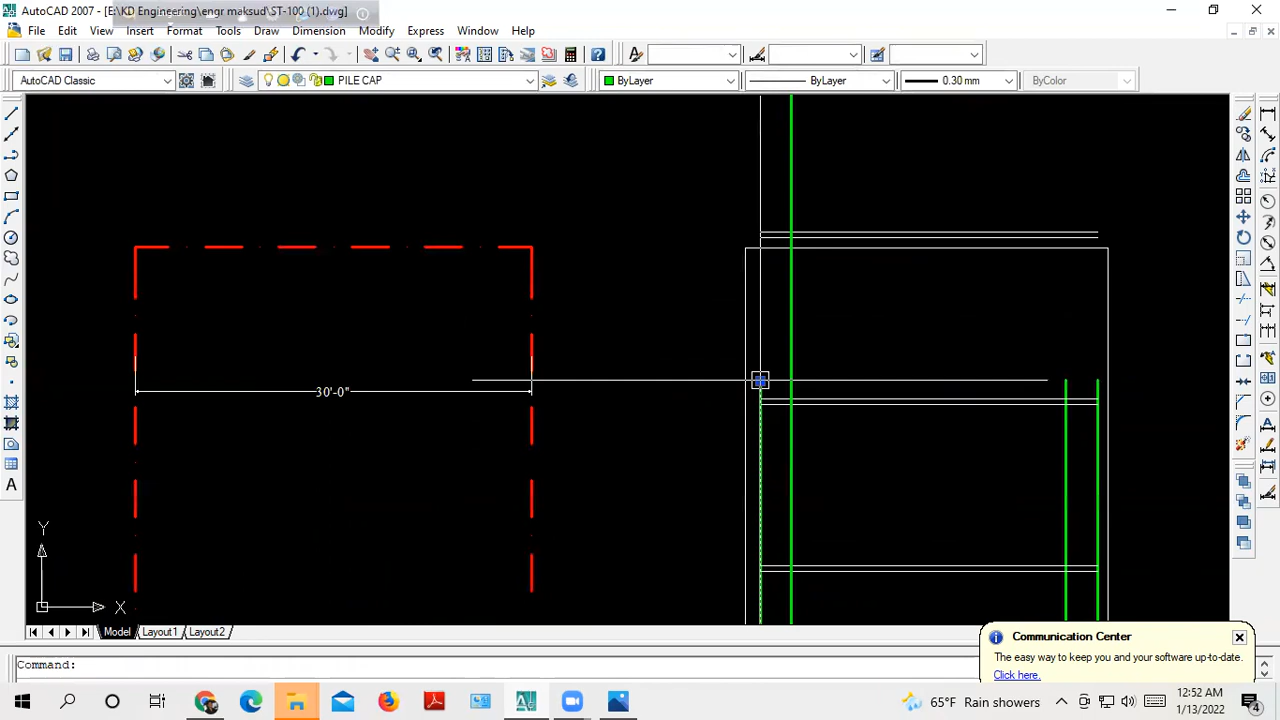 AutoCAD 2007 - [E:\KD Engineering\engr maksud\ST-100 (1).dwg]
File Edit View Insert Format Tools Draw Dimension Modify Express Window Help
AutoCAD Classic PILE CAP ByLayer ByLayer 0.30 mm ByColor
A
30'-0"
Y
X
Model Layout1 Layout2
Communication Center
The easy way to keep you and your software up-to-date.
Click here.
Command:
65°F Rain showers 12:52 AM
1/13/2022
4